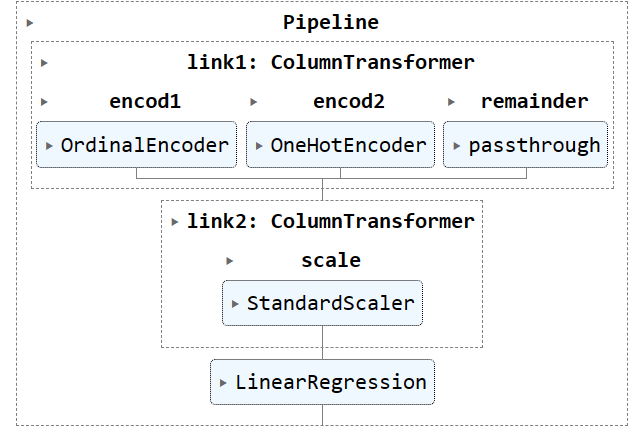 Pipeline
link1: ColumnTransformer
encod1 encod2 remainder
OrdinalEncoder OneHotEncoder passthrough
link2: ColumnTransformer
scale
StandardScaler
LinearRegression